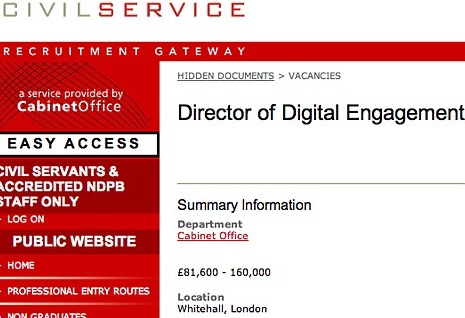 CIVILSERVICE
RECRUITMENT GATEWAY
a service provided by
CabinetOffice
EASY ACCESS
CIVIL SERVANTS &
ACCREDITED NDPB
STAFF ONLY
LOG ON
PUBLIC WEBSITE
HOME
PROFESSIONAL ENTRY ROUTES
NON GRADUATES
HIDDEN DOCUMENTS > VACANCIES
Director of Digital Engagement
Summary Information
Department
Cabinet Office
£81,600 - 160,000
Location
Whitehall, London